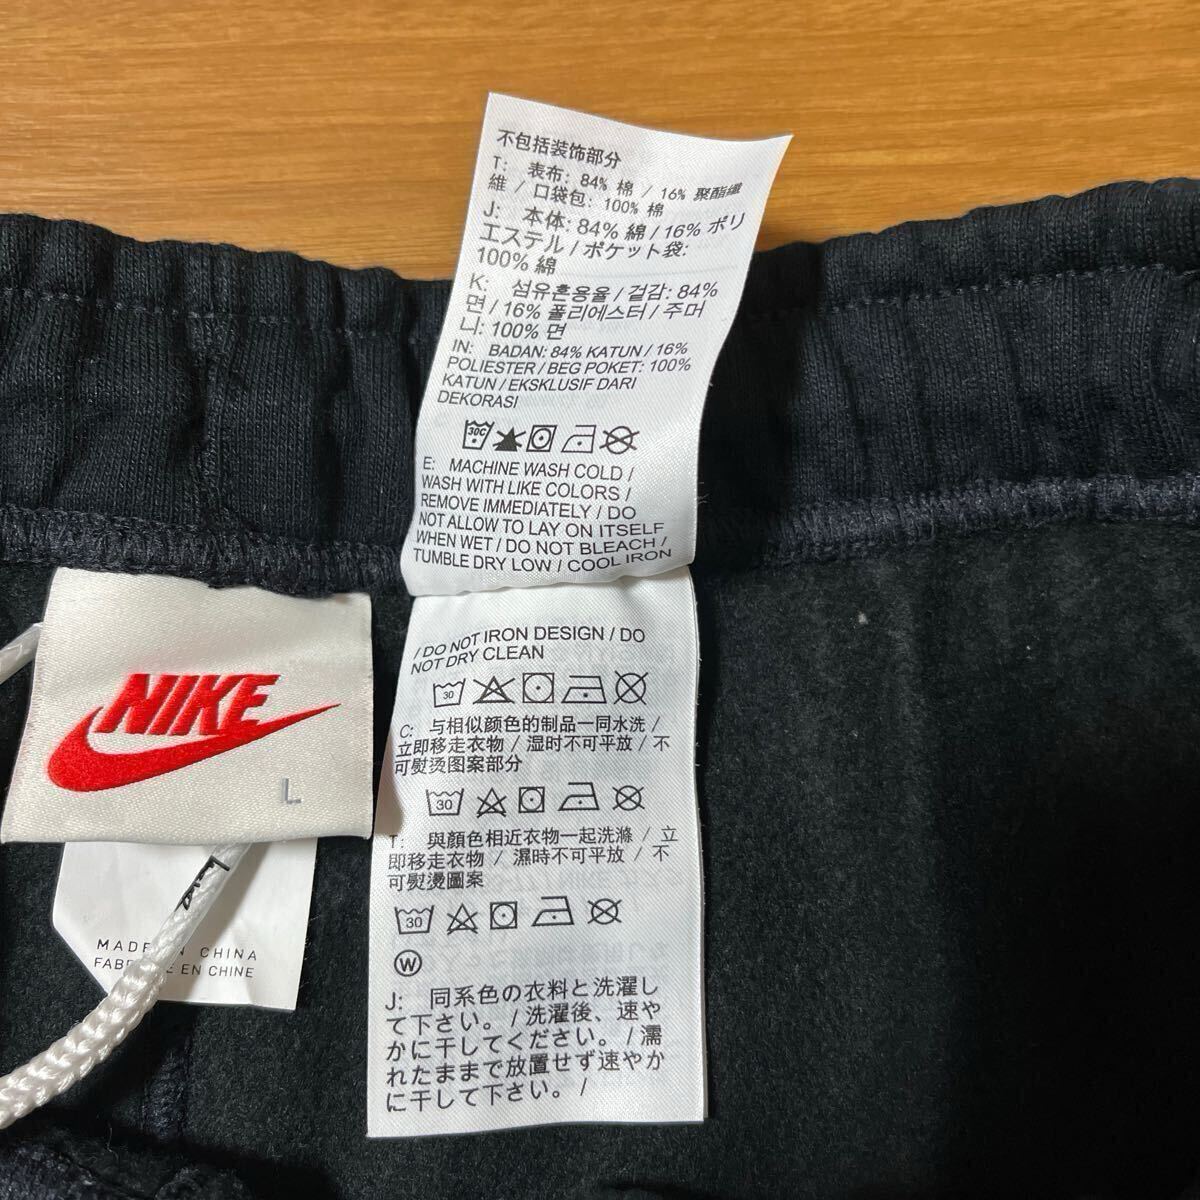 不包括装饰部分
T: 表布: 84% 棉 / 16% 聚酯纖
維 / 口袋包: 100% 棉
J: 本体: 84% 綿 / 16% ポリ
エステル / ポケット袋:
100% 綿
K: 섬유혼용율 / 겉감: 84%
면 / 16% 폴리에스터 / 주머
니: 100% 면
IN: BADAN: 84% KATUN / 16%
POLIESTER / BEG POKET: 100%
KATUN / EKSKLUSIF DARI
DEKORASI
30C
E: MACHINE WASH COLD /
WASH WITH LIKE COLORS /
REMOVE IMMEDIATELY / DO
NOT ALLOW TO LAY ON ITSELF
WHEN WET / DO NOT BLEACH /
TUMBLE DRY LOW / COOL IRON
/ DO NOT IRON DESIGN / DO
NOT DRY CLEAN
30
C: 与相似颜色的制品一同水洗 /
立即移走衣物 / 湿时不可平放 / 不
可熨烫图案部分
30
T: 與顏色相近衣物一起洗滌 / 立
即移走衣物 / 濕時不可平放 / 不
可熨燙圖案
30
W
J: 同系色の衣料と洗濯し
て下さい。 / 洗濯後、速や
かに干してください。 / 濡
れたままで放置せず速やか
に干して下さい。 /
NIKE
L
MADE IN CHINA
EN CHINE